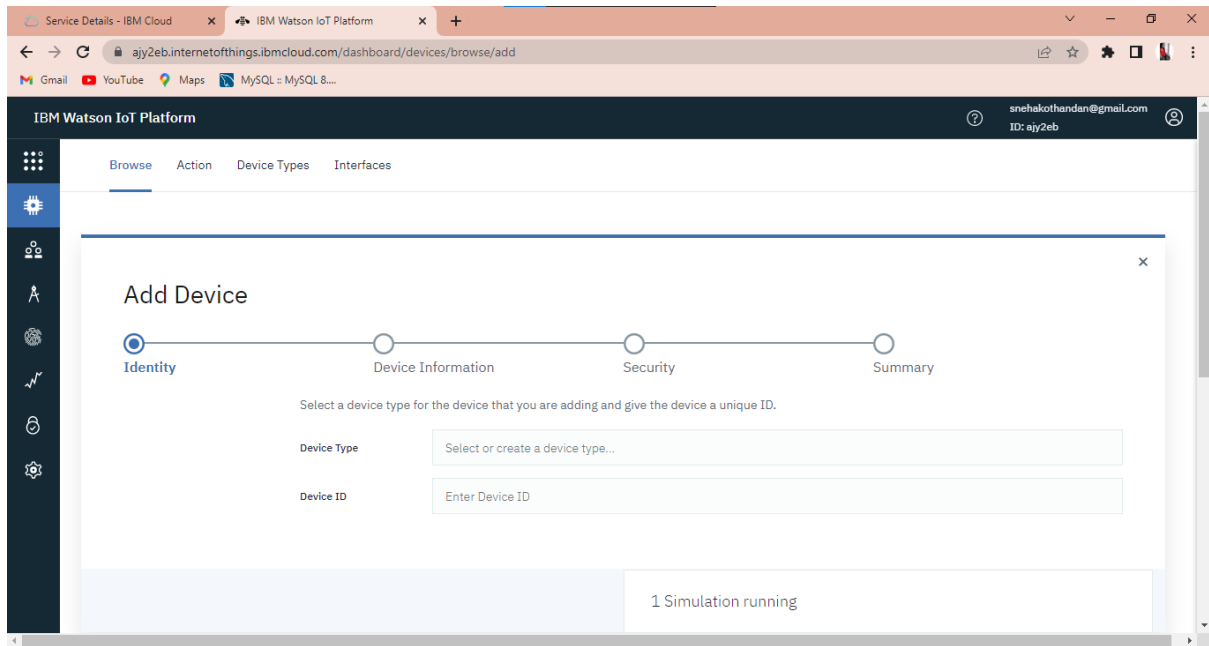 Service Details - IBM Cloud
IBM Watson IoT Platform
ajy2eb.internetofthings.ibmcloud.com/dashboard/devices/browse/add
Gmail YouTube Maps MySQL :: MySQL 8....
IBM Watson IoT Platform
snehakothandan@gmail.com
ID: ajy2eb
Browse Action Device Types Interfaces
Add Device
Identity Device Information Security Summary
Select a device type for the device that you are adding and give the device a unique ID.
Device Type Select or create a device type...
Device ID Enter Device ID
1 Simulation running